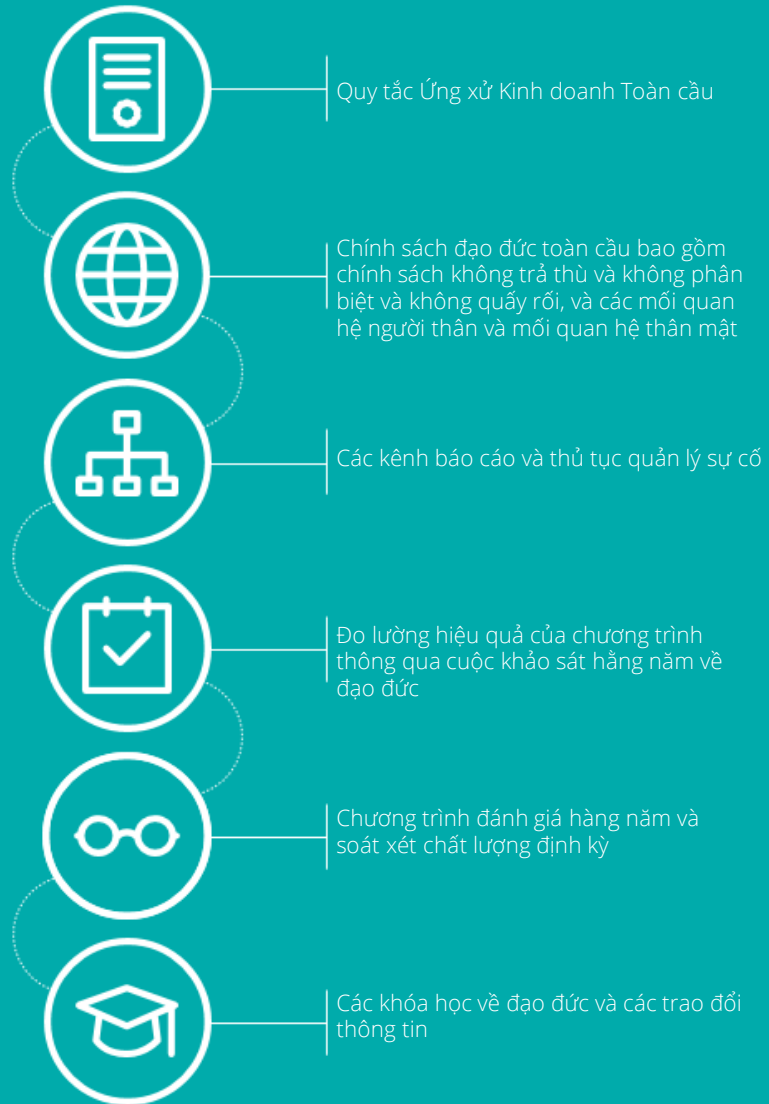 Quy tắc Ứng xử Kinh doanh Toàn cầu
Chính sách đạo đức toàn cầu bao gồm
chính sách không trả thù và không phân
biệt và không quấy rối, và các mối quan
hệ người thân và mối quan hệ thân mật
Các kênh báo cáo và thủ tục quản lý sự cố
Đo lường hiệu quả của chương trình
thông qua cuộc khảo sát hằng năm về
đạo đức
Chương trình đánh giá hàng năm và
soát xét chất lượng định kỳ
Các khóa học về đạo đức và các trao đổi
thông tin